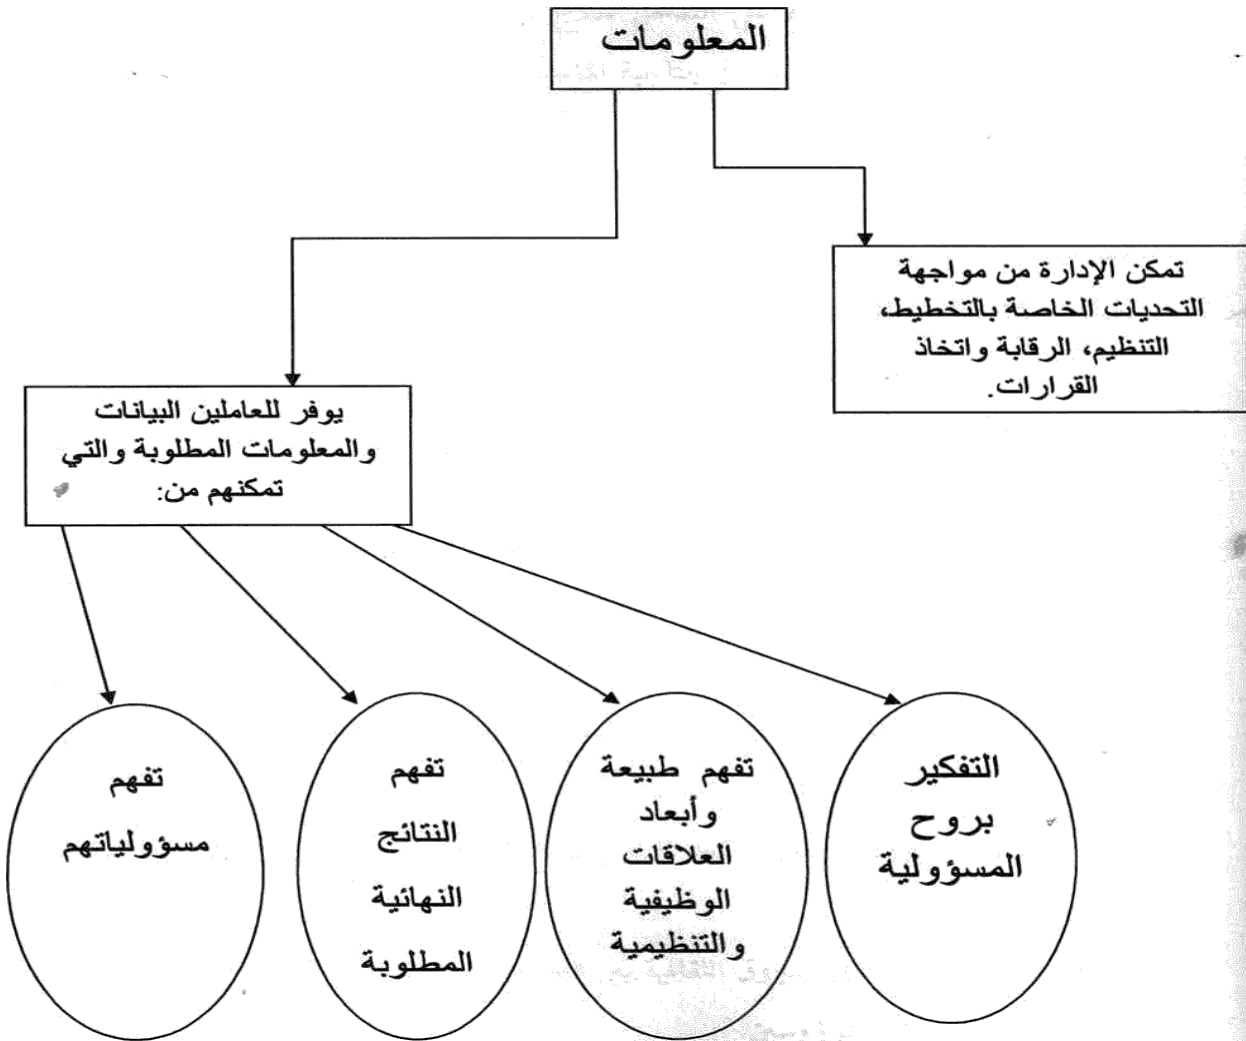 المعلومات
تمكن الإدارة من مواجهة
التحديات الخاصة بالتخطيط،
التنظيم، الرقابة واتخاذ
القرارات.
يوفر للعاملين البيانات
والمعلومات المطلوبة والتي
تمكنهم من:
التفكير
بروح
المسؤولية
تفهم طبيعة
وأبعاد
العلاقات
الوظيفية
والتنظيمية
تفهم
النتائج
النهائية
المطلوبة
تفهم
مسؤولياتهم